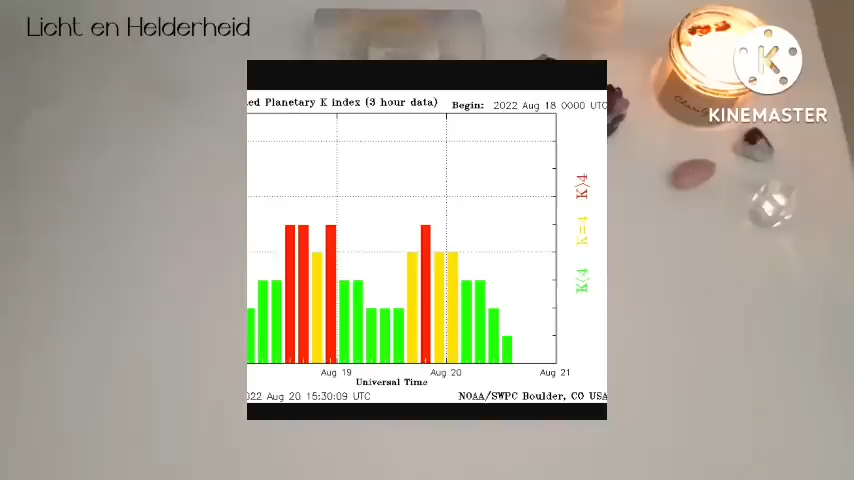 Licht en Helderheid
K
KINEMASTER
ed Planetary K index (3 hour data) Begin: 2022 Aug 18 0000 UTC
K>4
K=4
K<4
Aug 19 Aug 20 Aug 21
Universal Time
22 Aug 20 15:30:09 UTC NOAA/SWPC Boulder, CO USA